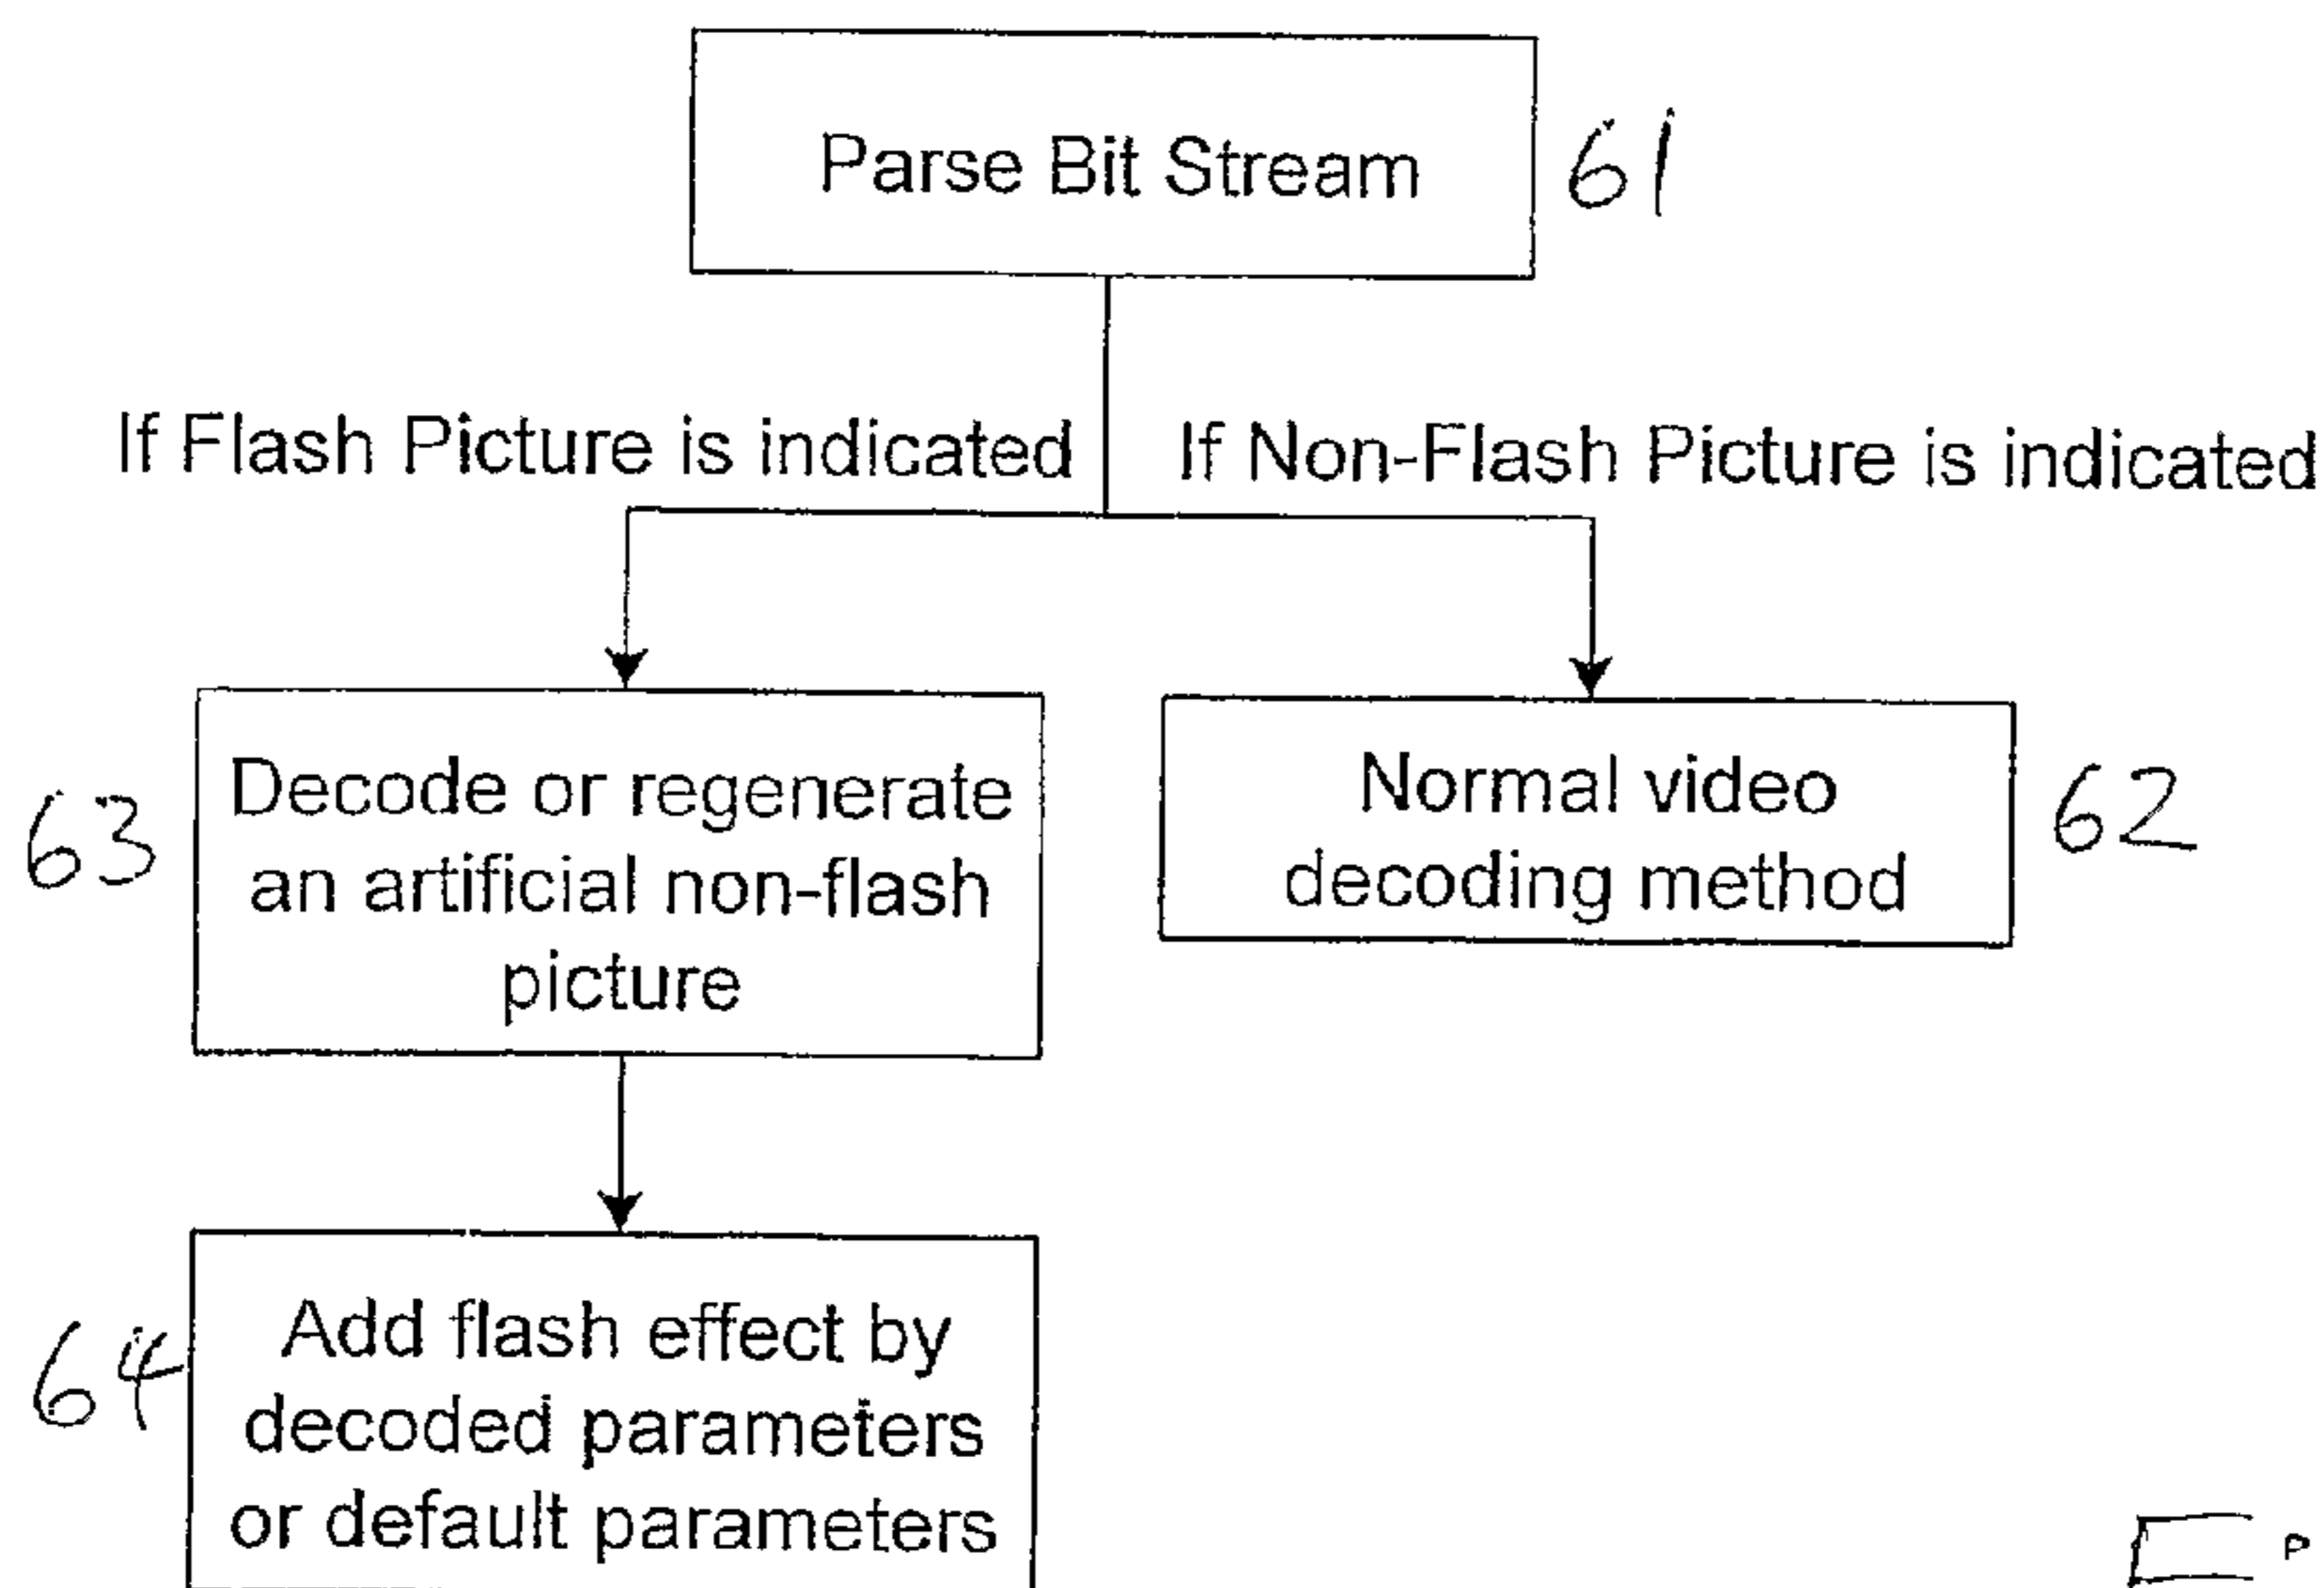 Parse Bit Stream
61
If Flash Picture is indicated
If Non-Flash Picture is indicated
63
Decode or regenerate
an artificial non-flash
picture
Normal video
decoding method
62
64
Add flash effect by
decoded parameters
or default parameters